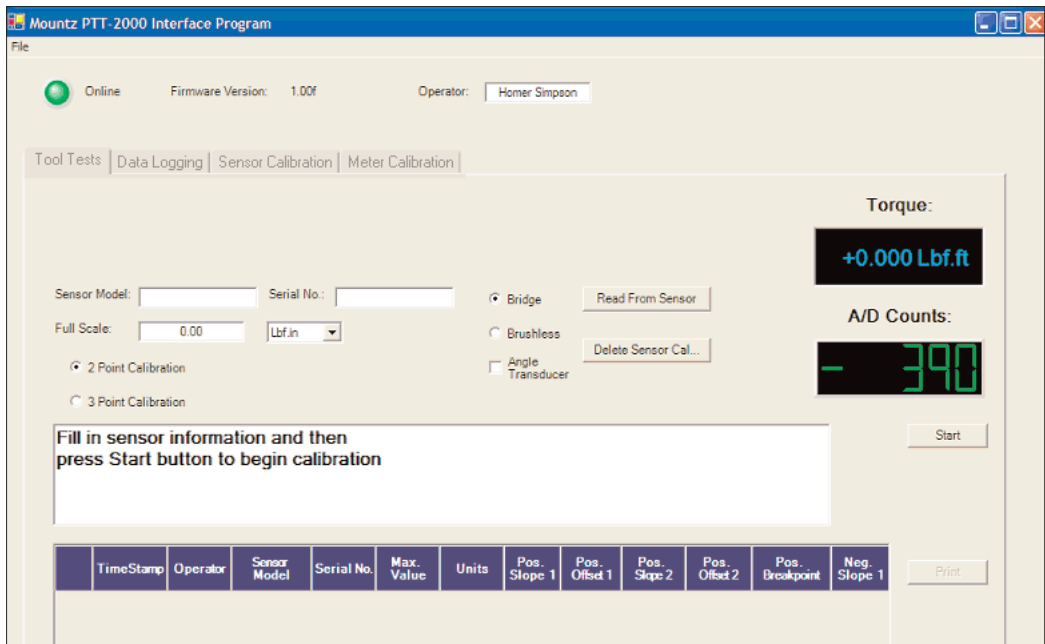 Mountz PTT-2000 Interface Program
File
Online Firmware Version: 1.00f Operator: Homer Simpson
Tool Tests Data Logging Sensor Calibration Meter Calibration
Torque:
+0.000 Lbf.ft
Sensor Model: Serial No.: Bridge Read From Sensor
A/D Counts:
Full Scale: 0.00 Lbf.in Brushless
Delete Sensor Cal...
2 Point Calibration Angle Transducer
- 390
3 Point Calibration
Fill in sensor information and then
press Start button to begin calibration
Start
TimeStamp Operator Sensor Model Serial No. Max. Value Units Pos. Slope 1 Pos. Offset 1 Pos. Slope 2 Pos. Offset 2 Pos. Breakpoint Neg. Slope 1
Print